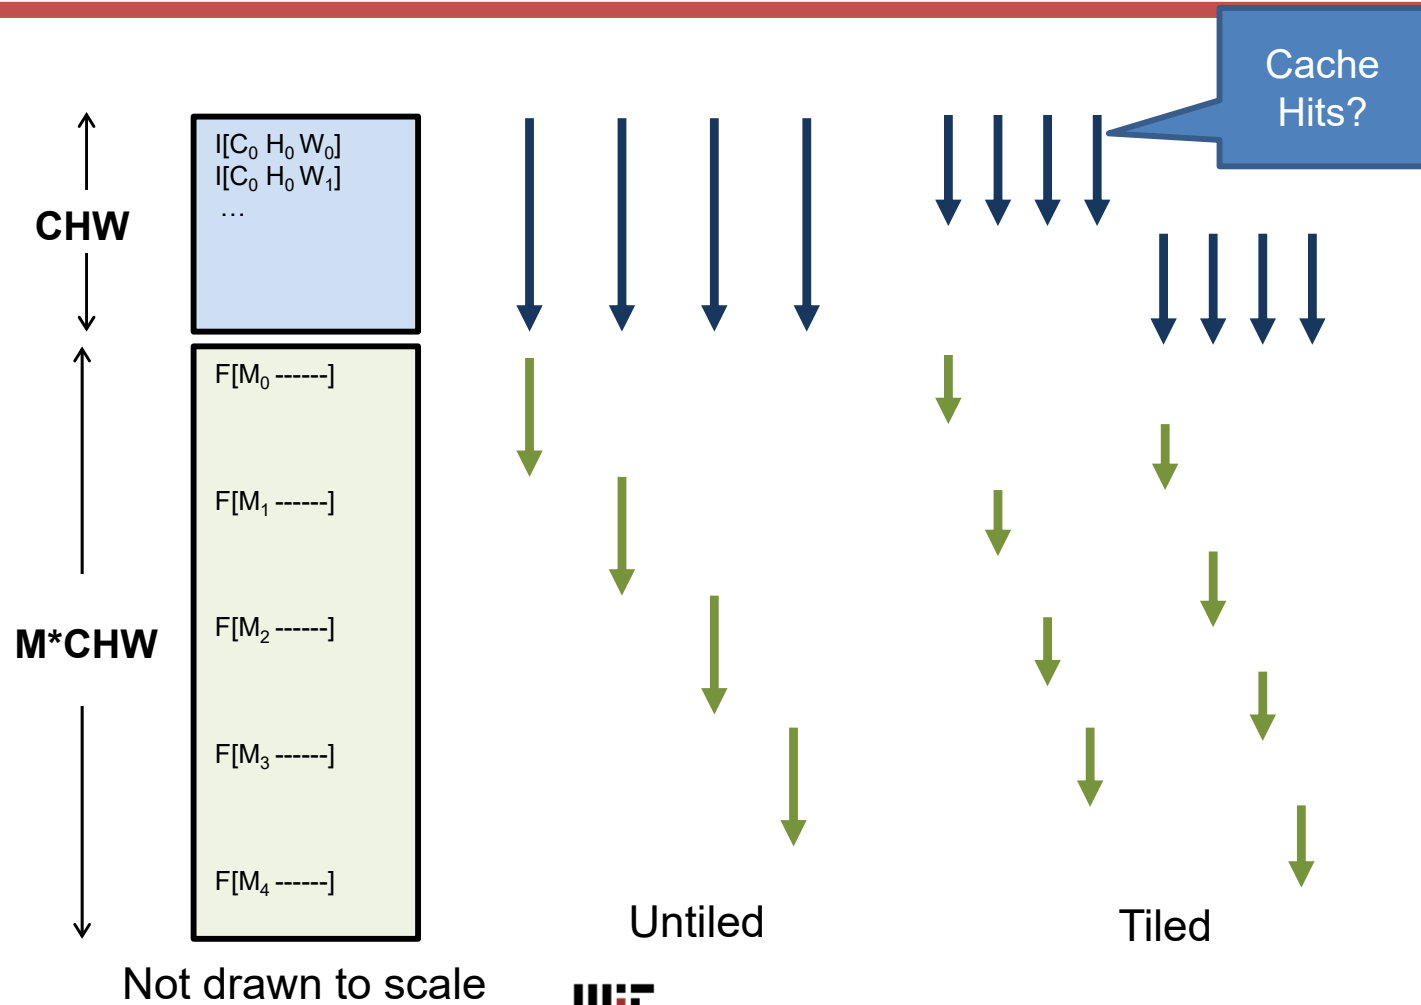 Cache
Hits?
I[C₀ H₀ W₀]
I[C₀ H₀ W₁]
…
CHW
F[M₀ ------]
F[M₁ ------]
F[M₂ ------]
M*CHW
F[M₃ ------]
F[M₄ ------]
Untiled
Tiled
Not drawn to scale